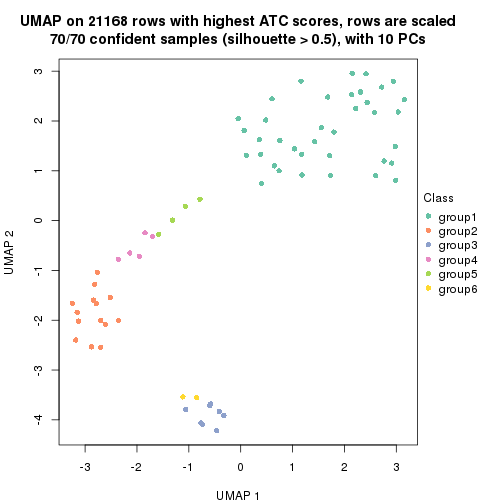 UMAP on 21168 rows with highest ATC scores, rows are scaled
70/70 confident samples (silhouette > 0.5), with 10 PCs
3
2
1
0
-1
-2
-3
-4
UMAP 2
-3
-2
-1
0
1
2
3
UMAP 1
Class
group1
group2
group3
group4
group5
group6